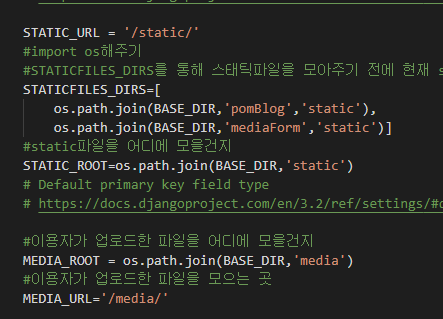 STATIC_URL = '/static/'
#import os해주기
#STATICFILES_DIRS를 통해 스태틱파일을 모아주기 전에 현재 s
STATICFILES_DIRS=[
    os.path.join(BASE_DIR,'pomBlog','static'),
    os.path.join(BASE_DIR,'mediaForm','static')]
#static파일을 어디에 모을건지
STATIC_ROOT=os.path.join(BASE_DIR,'static')
# Default primary key field type
# https://docs.djangoproject.com/en/3.2/ref/settings/#d
#이용자가 업로드한 파일을 어디에 모을건지
MEDIA_ROOT = os.path.join(BASE_DIR,'media')
#이용자가 업로드한 파일을 모으는 곳
MEDIA_URL='/media/'